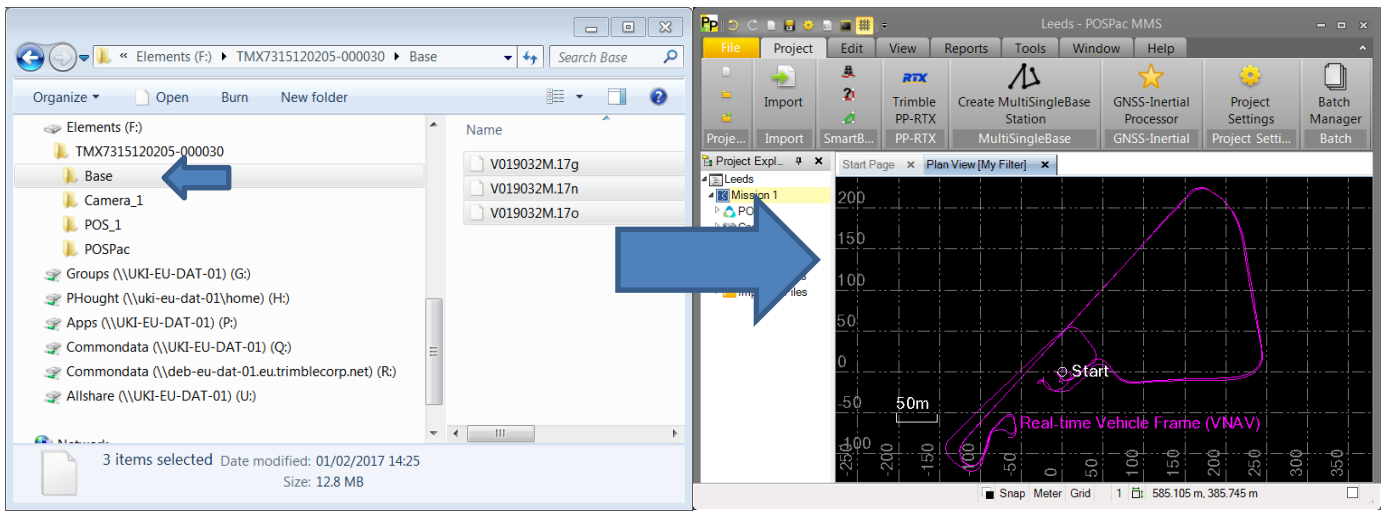 « Elements (F:) ▸ TMX7315120205-000030 ▸ Base
Search Base
Organize
Open
Burn
New folder
Elements (F:)
TMX7315120205-000030
Base
Camera_1
POS_1
POSPac
Groups (\\UKI-EU-DAT-01) (G:)
PHought (\\uki-eu-dat-01\home) (H:)
Apps (\\UKI-EU-DAT-01) (P:)
Commondata (\\UKI-EU-DAT-01) (Q:)
Commondata (\\deb-eu-dat-01.eu.trimblecorp.net) (R:)
Allshare (\\UKI-EU-DAT-01) (U:)
Name
V019032M.17g
V019032M.17n
V019032M.17o
3 items selected Date modified: 01/02/2017 14:25
Size: 12.8 MB
PP
Leeds - POSPac MMS
File Project Edit View Reports Tools Window Help
Import
RTX
Trimble
PP-RTX
Create MultiSingleBase
Station
GNSS-Inertial
Processor
Project
Settings
Batch
Manager
Proje... Import SmartB... PP-RTX MultiSingleBase GNSS-Inertial Project Setti... Batch
Project Expl...
Leeds
Mission 1
PO
Start Page
Plan View [My Filter]
200
150
100
50
0
-50
-100
50m
Start
Real-time Vehicle Frame (VNAV)
-250 -200 -150 -100 -50 0 50 100 150 200 250 300 350
Snap Meter Grid 1 585.105 m, 385.745 m